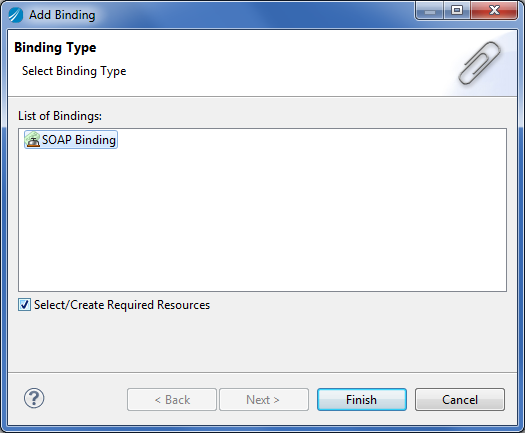 Add Binding
Binding Type
Select Binding Type
List of Bindings:
SOAP Binding
Select/Create Required Resources
?
< Back
Next >
Finish
Cancel